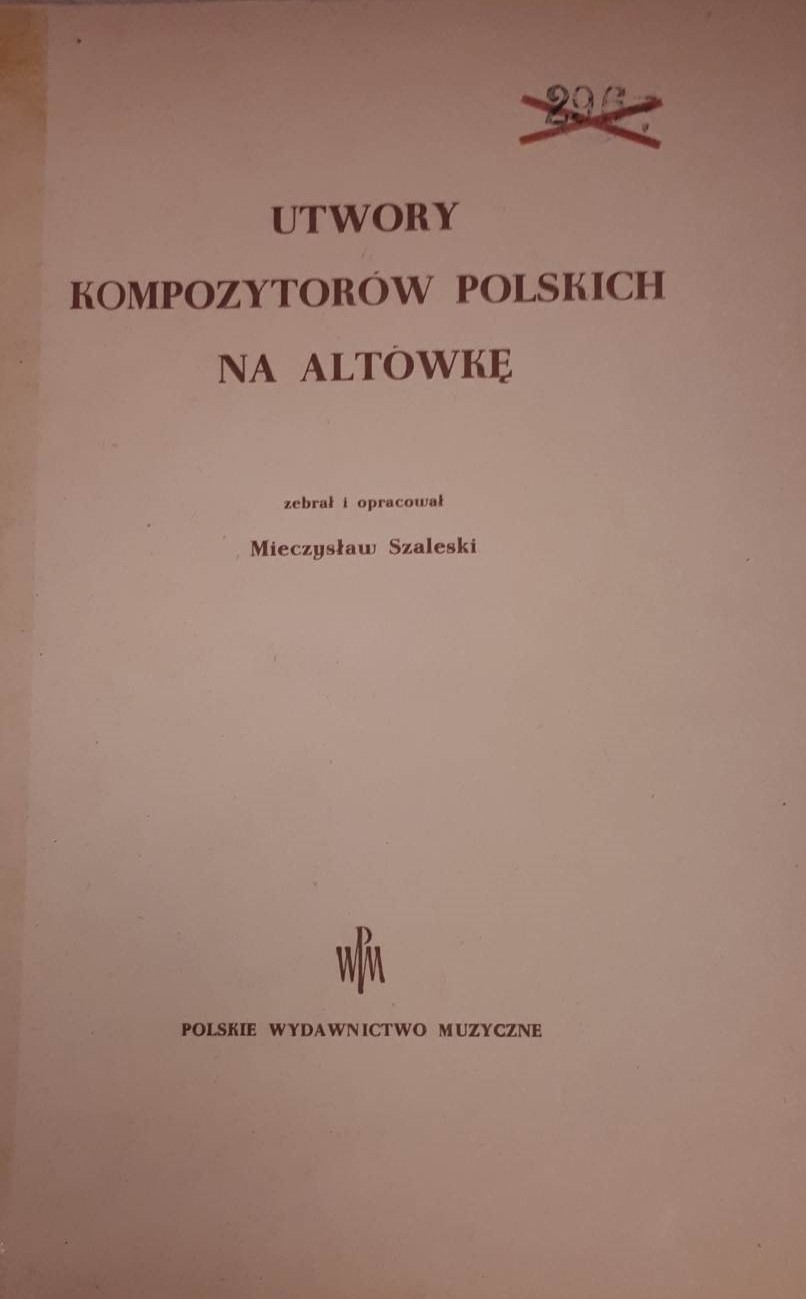 UTWORY
KOMPOZYTORÓW POLSKICH
NA ALTÓWKĘ
zebrał i opracował
Mieczysław Szaleski
PWM
POLSKIE WYDAWNICTWO MUZYCZNE